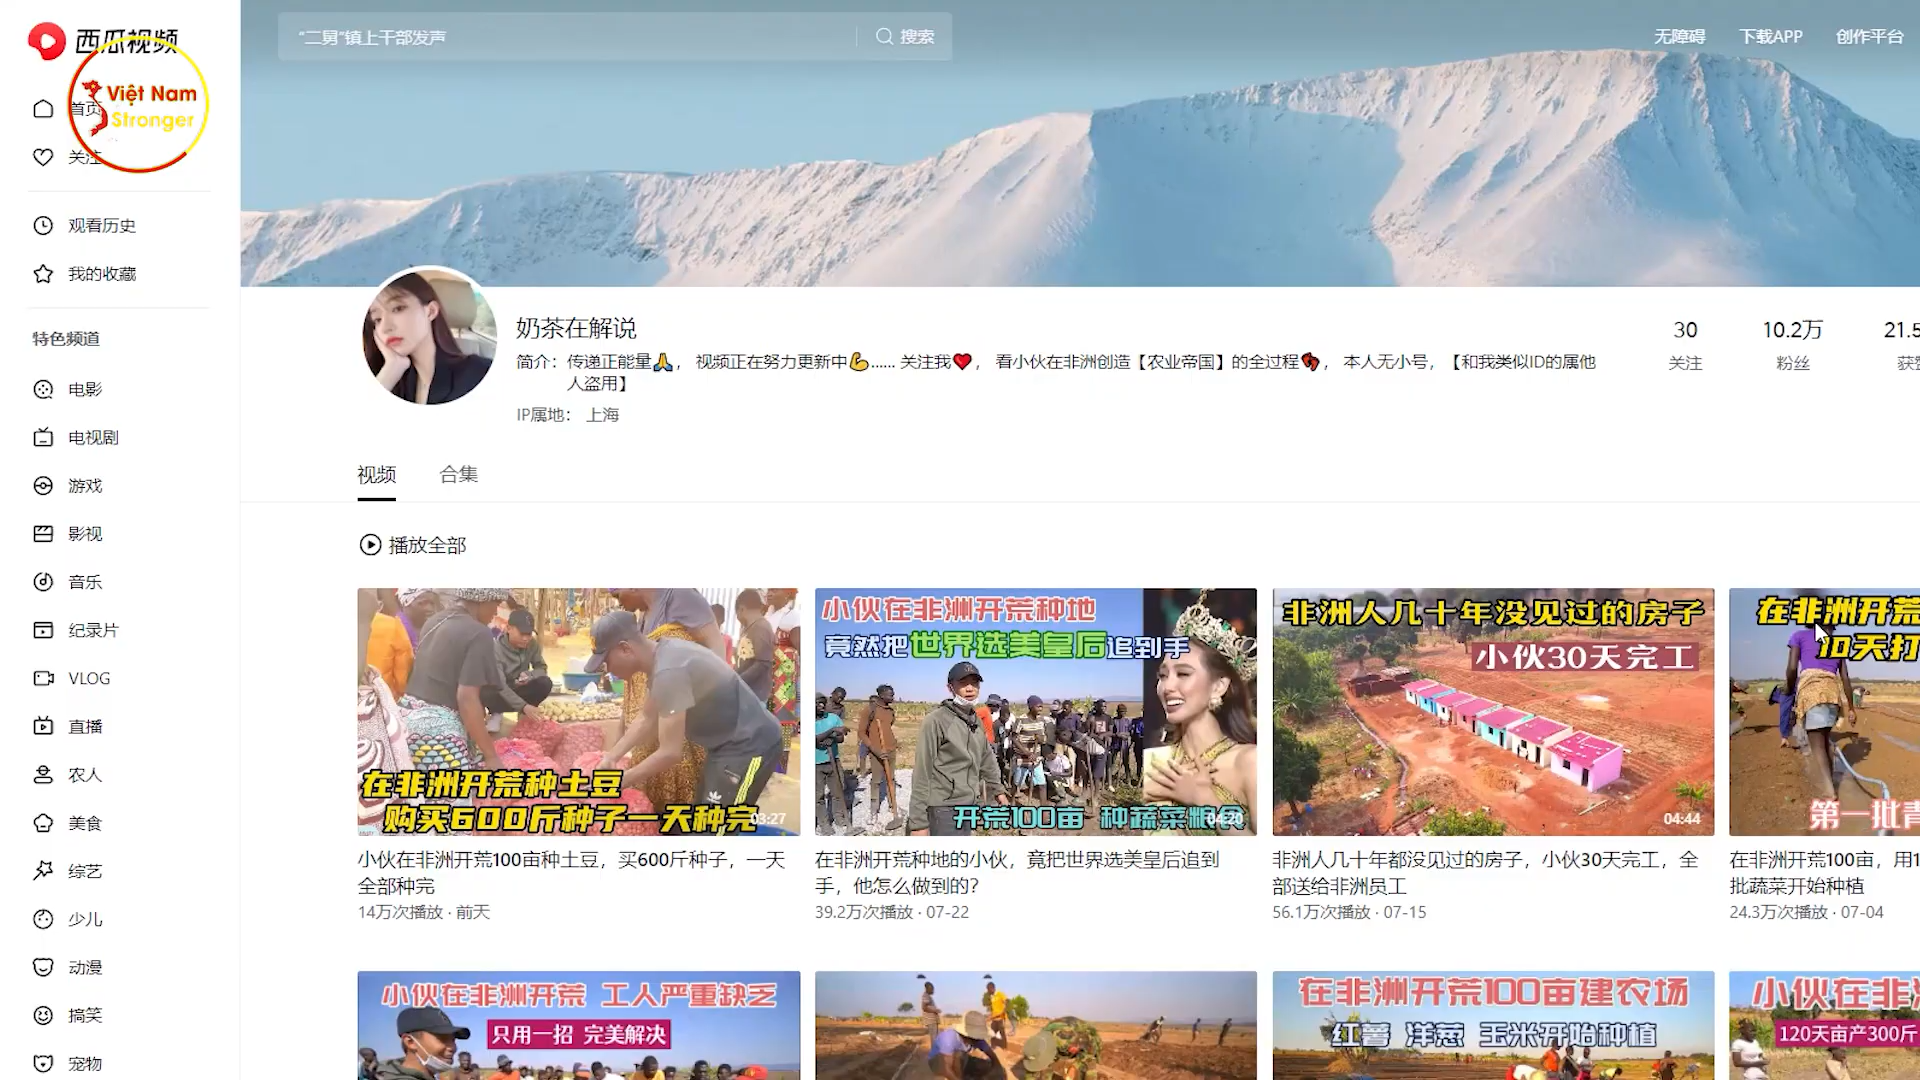 西瓜视频
Việt Nam
Stronger
首页
关注
观看历史
我的收藏
特色频道
电影
电视剧
游戏
影视
音乐
纪录片
VLOG
直播
农人
美食
综艺
少儿
动漫
搞笑
宠物
“二舅”镇上干部发声
搜索
无障碍
下载APP
创作平台
奶茶在解说
简介：传递正能量🙏，视频正在努力更新中💪...... 关注我❤️，看小伙在非洲创造【农业帝国】的全过程👣，本人无小号，【和我类似ID的属他
人盗用】
IP属地： 上海
30
关注
10.2万
粉丝
21.5
获赞
视频
合集
播放全部
在非洲开荒种土豆
购买600斤种子一天种完
03:27
小伙在非洲开荒100亩种土豆，买600斤种子，一天
全部种完
14万次播放 · 前天
小伙在非洲开荒种地
竟然把世界选美皇后追到手
开荒100亩 种蔬菜粮食
04:20
在非洲开荒种地的小伙，竟把世界选美皇后追到
手，他怎么做到的？
39.2万次播放 · 07-22
非洲人几十年没见过的房子
小伙30天完工
04:44
非洲人几十年都没见过的房子，小伙30天完工，全
部送给非洲员工
56.1万次播放 · 07-15
在非洲开荒
10天打
第一批青
在非洲开荒100亩，用1
批蔬菜开始种植
24.3万次播放 · 07-04
小伙在非洲开荒 工人严重缺乏
只用一招 完美解决
在非洲开荒100亩建农场
红薯 洋葱 玉米开始种植
小伙在非洲
120天亩产300斤